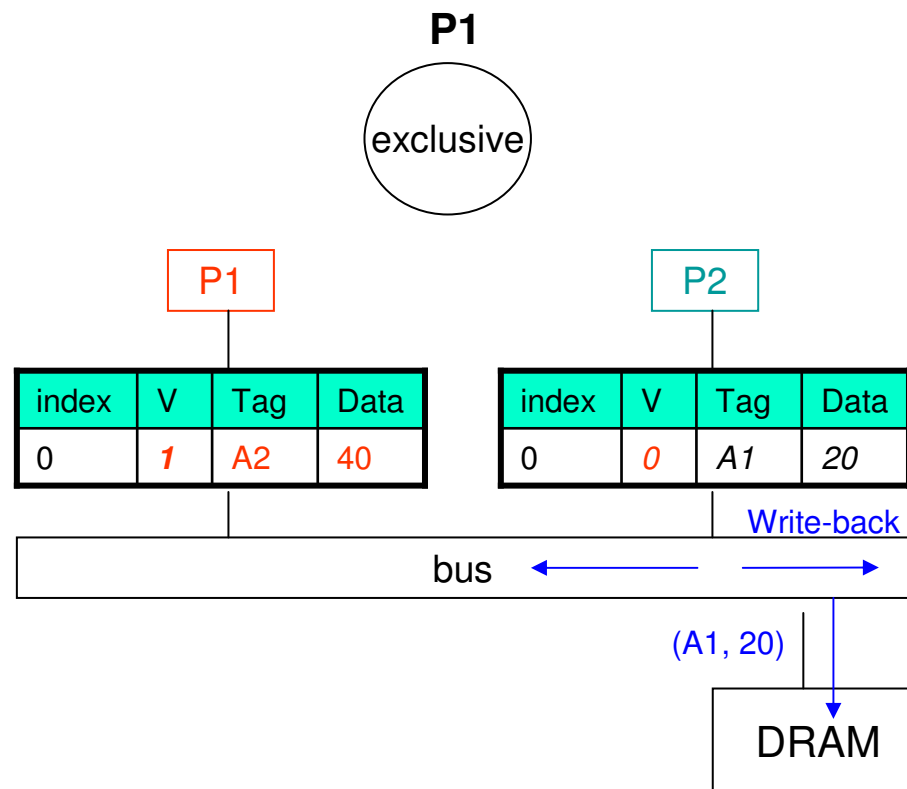 P1
exclusive
P1 P2
index V Tag Data index V Tag Data
0 1 A2 40 0 0 A1 20
Write-back
bus
(A1, 20)
DRAM